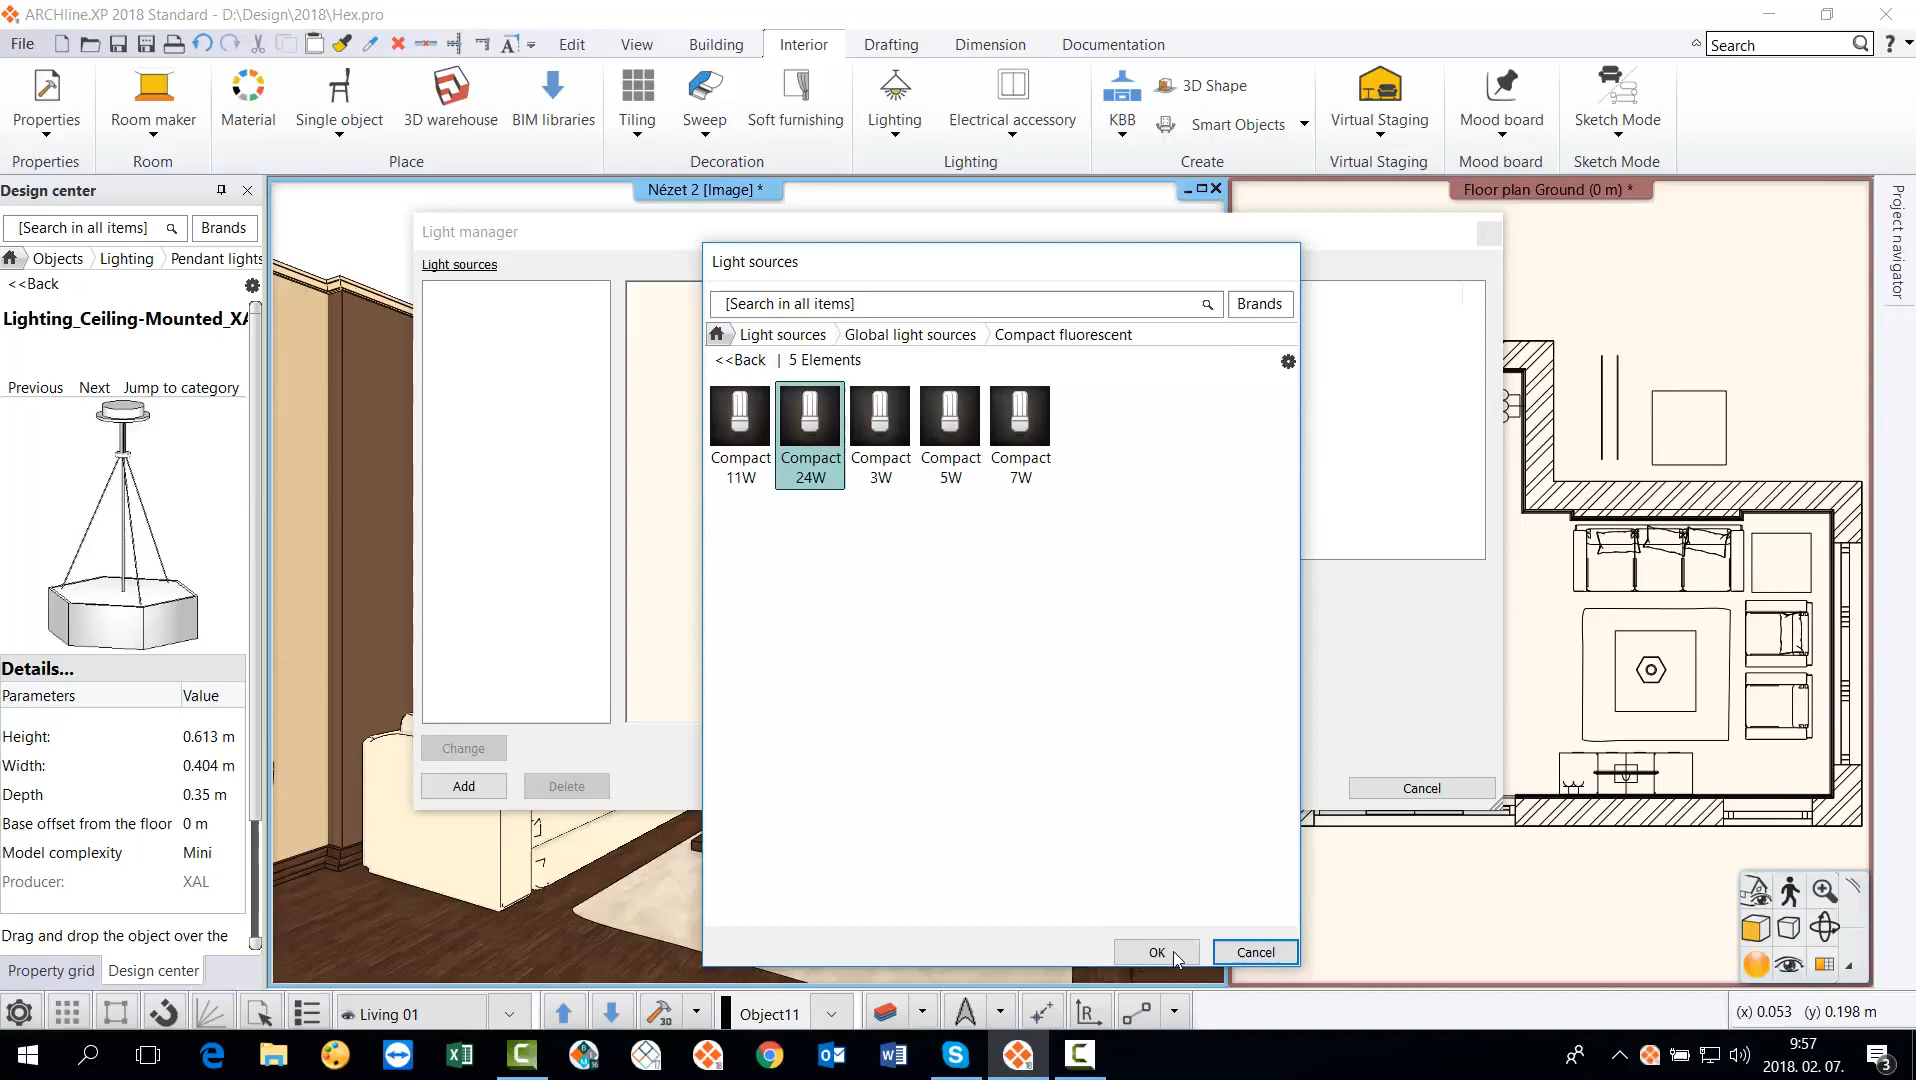 ARCHline.XP 2018 Standard - D:\Design\2018\Hex.pro
File
Edit
View
Building
Interior
Drafting
Dimension
Documentation
Search
?
Properties
Room maker
Material
Single object
3D warehouse
BIM libraries
Tiling
Sweep
Soft furnishing
Lighting
Electrical accessory
KBB
3D Shape
Smart Objects
Virtual Staging
Mood board
Sketch Mode
Properties
Room
Place
Decoration
Lighting
Create
Virtual Staging
Mood board
Sketch Mode
Design center
[Search in all items]
Brands
Objects
Lighting
Pendant lights
<<Back
Lighting_Ceiling-Mounted_XA
Previous
Next
Jump to category
Details...
Parameters
Value
Height:
0.613 m
Width:
0.404 m
Depth
0.35 m
Base offset from the floor
0 m
Model complexity
Mini
Producer:
XAL
Drag and drop the object over the
Property grid
Design center
Nézet 2 [Image] *
Floor plan Ground (0 m) *
Project navigator
Light manager
Light sources
Change
Add
Delete
Cancel
Light sources
[Search in all items]
Brands
Light sources
Global light sources
Compact fluorescent
<<Back | 5 Elements
Compact
11W
Compact
24W
Compact
3W
Compact
5W
Compact
7W
OK
Cancel
Living 01
Object11
(x) 0.053 (y) 0.198 m
9:57
2018. 02. 07.
3